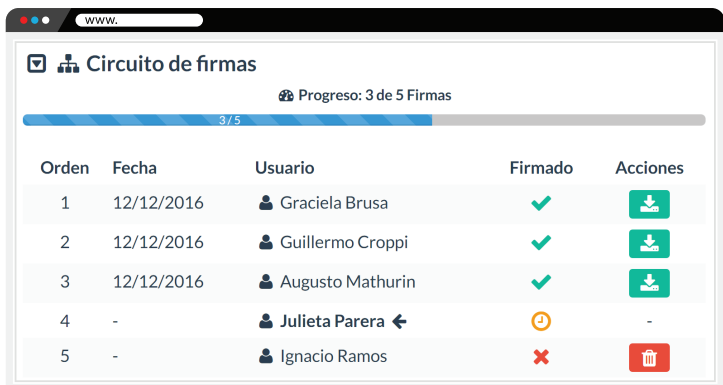 www.
Circuito de firmas
Progreso: 3 de 5 Firmas
3/5
Orden Fecha Usuario Firmado Acciones
1 12/12/2016 Graciela Brusa
2 12/12/2016 Guillermo Croppi
3 12/12/2016 Augusto Mathurin
4 - Julieta Parera -
5 - Ignacio Ramos